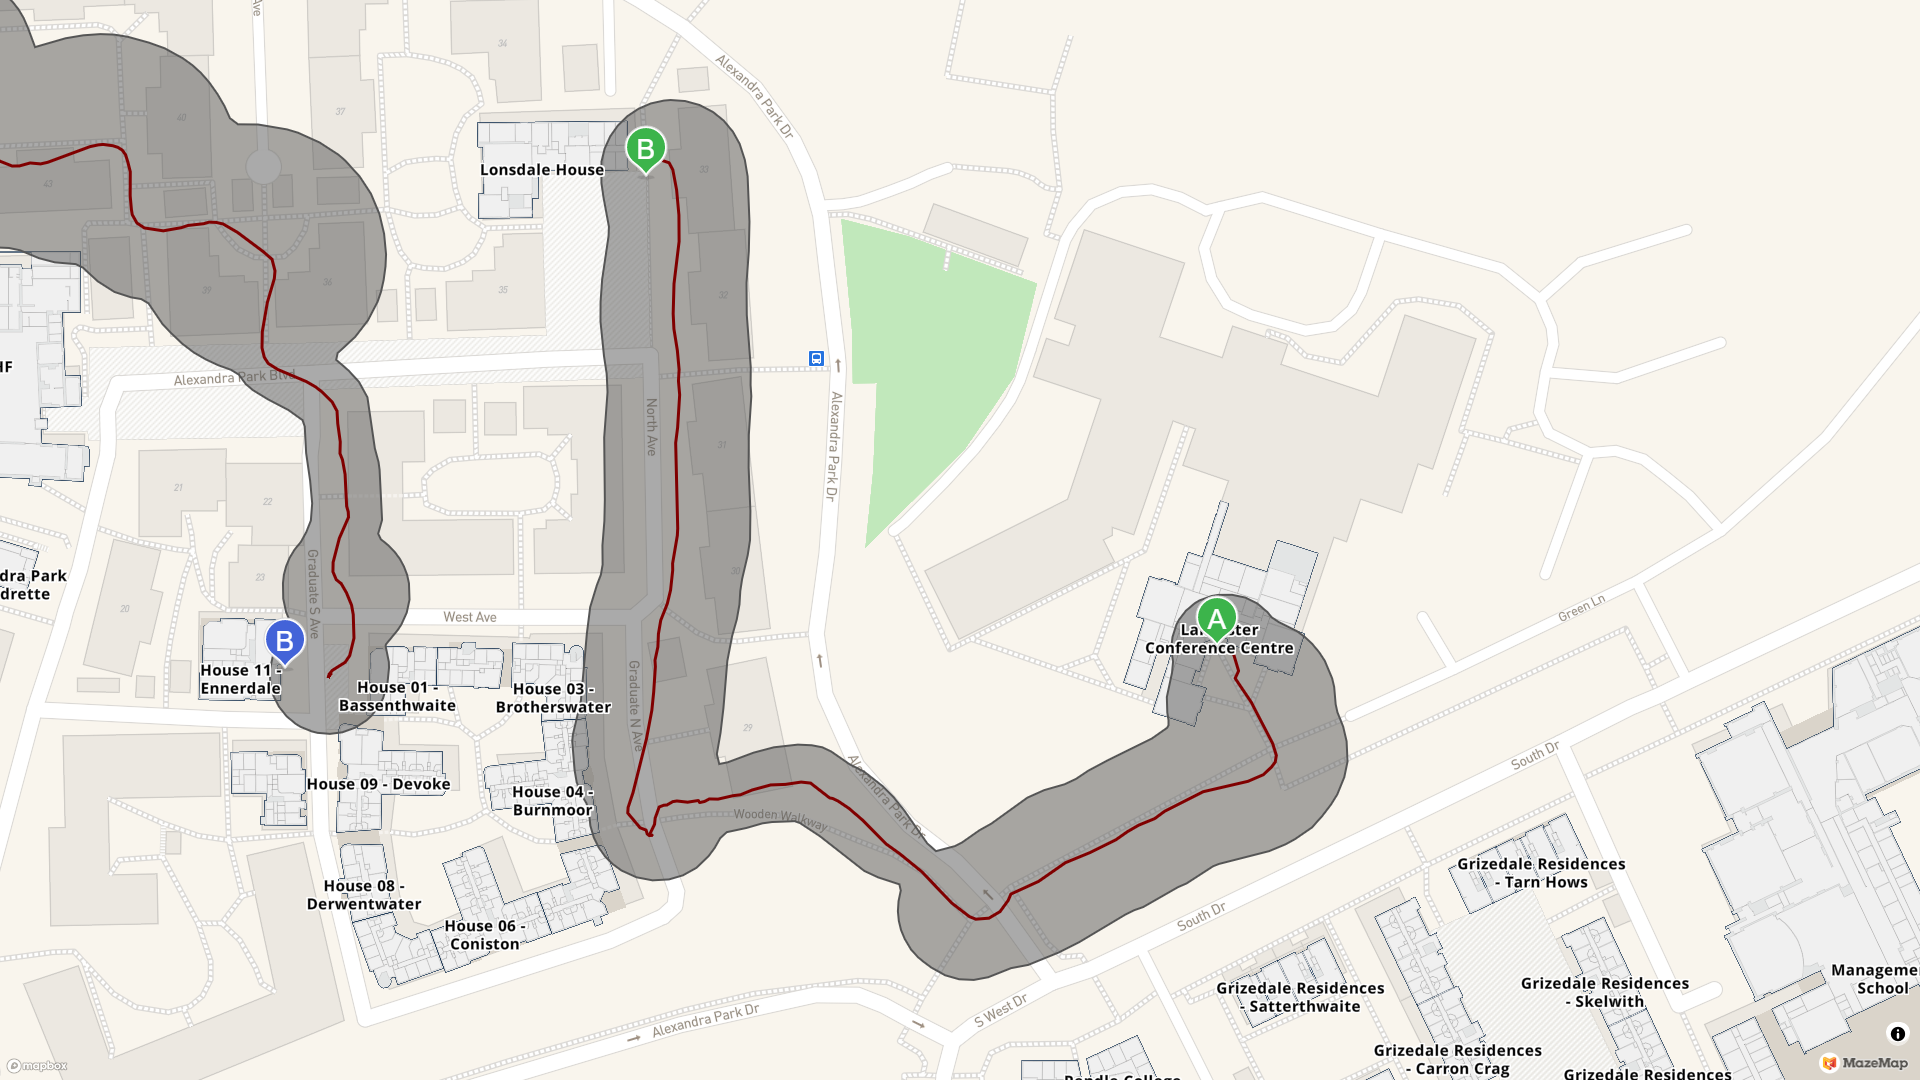 34
Alexandra Park Dr
37
40
B
33
Lonsdale House
43
39
36
35
32
HF
Alexandra Park Blvd
North Ave
Alexandra Park Dr
31
21
22
Graduate S Ave
23
30
dra Park
drette
20
West Ave
B
A
Conference Centre
Green Ln
House 11 -
Ennerdale
House 01 -
Bassenthwaite
House 03 -
Brotherswater
Graduate N Ave
29
South Dr
House 09 - Devoke
House 04 -
Burnmoor
Alexandra Park Dr
Wooden Walkway
House 08 -
Derwentwater
House 06 -
Coniston
South Dr
Grizedale Residences
- Tarn Hows
Grizedale Residences
- Satterthwaite
Grizedale Residences
- Skelwith
Manageme
School
S West Dr
Alexandra Park Dr
Grizedale Residences
- Carron Crag
Grizedale Residences
Pendle College
mapbox
MazeMap